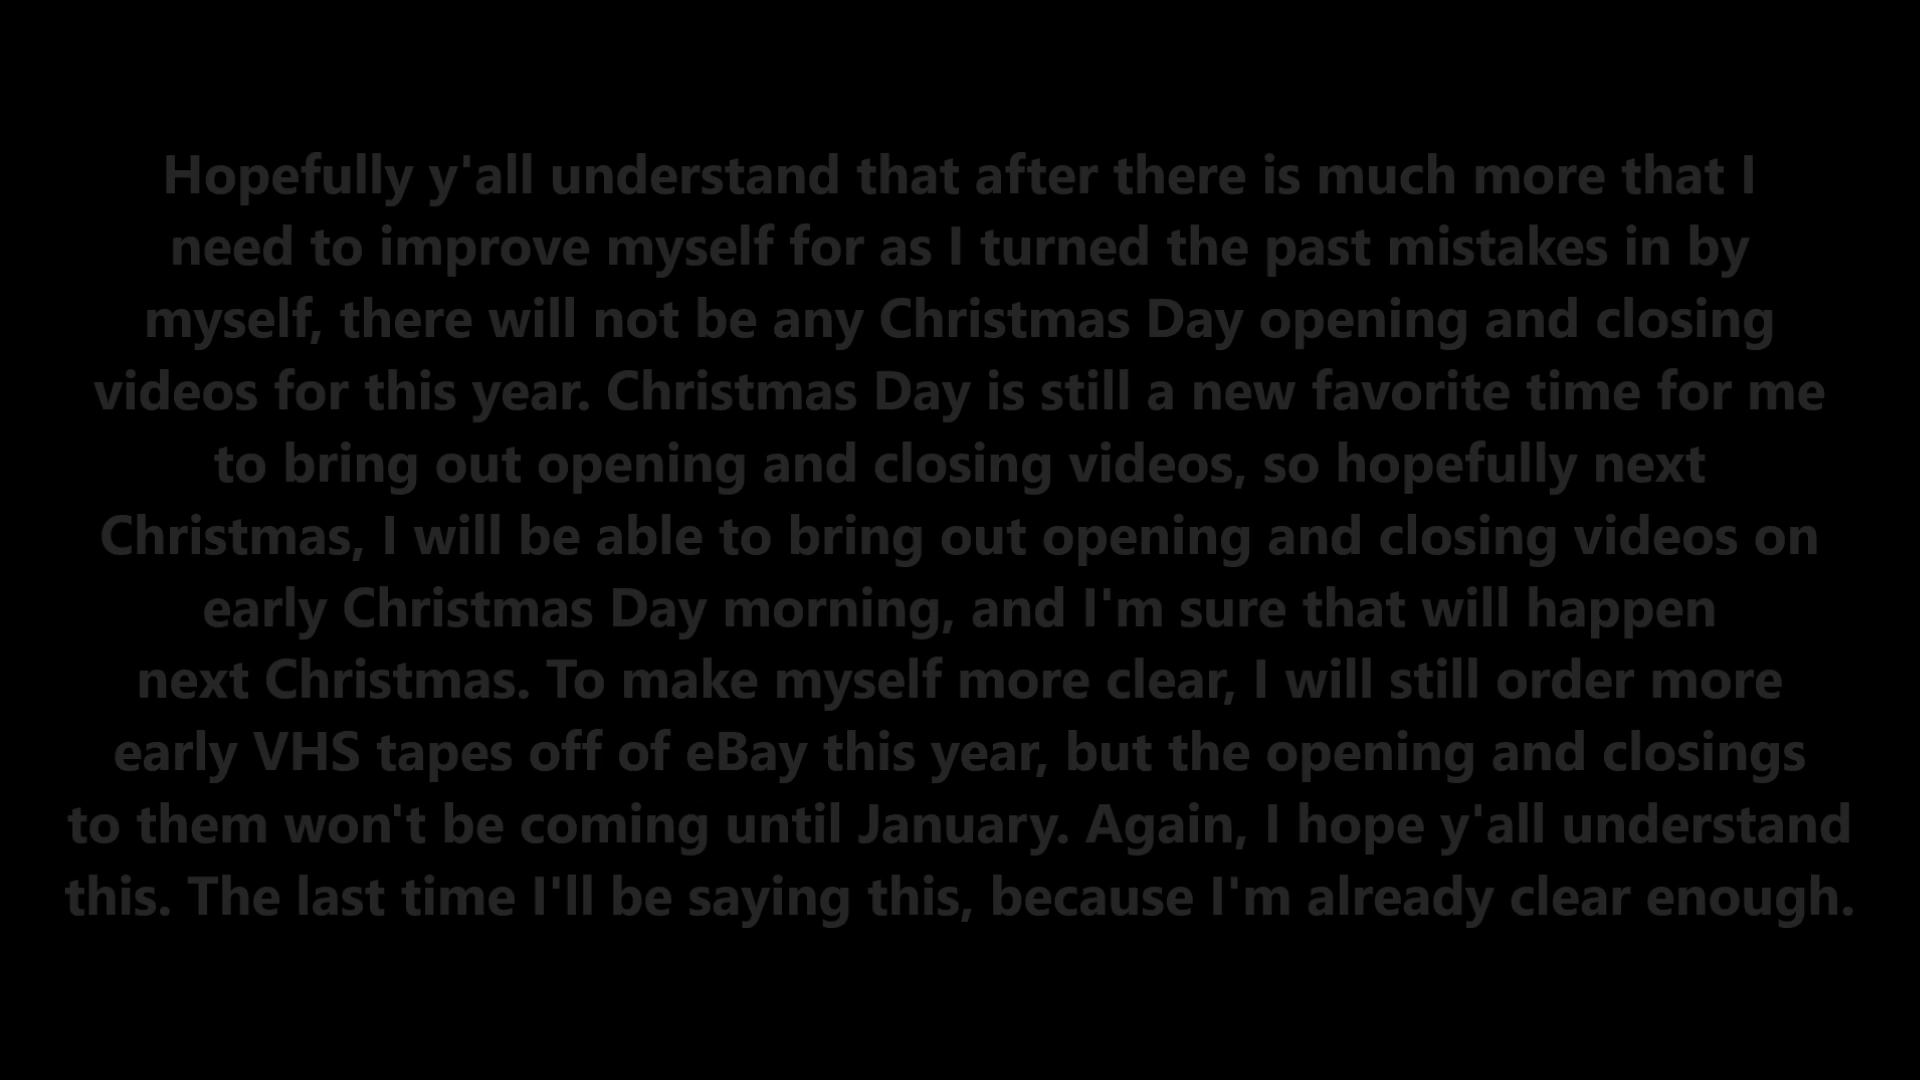 Hopefully y'all understand that after there is much more that I
need to improve myself for as I turned the past mistakes in by
myself, there will not be any Christmas Day opening and closing
videos for this year. Christmas Day is still a new favorite time for me
to bring out opening and closing videos, so hopefully next
Christmas, I will be able to bring out opening and closing videos on
early Christmas Day morning, and I'm sure that will happen
next Christmas. To make myself more clear, I will still order more
early VHS tapes off of eBay this year, but the opening and closings
to them won't be coming until January. Again, I hope y'all understand
this. The last time I'll be saying this, because I'm already clear enough.